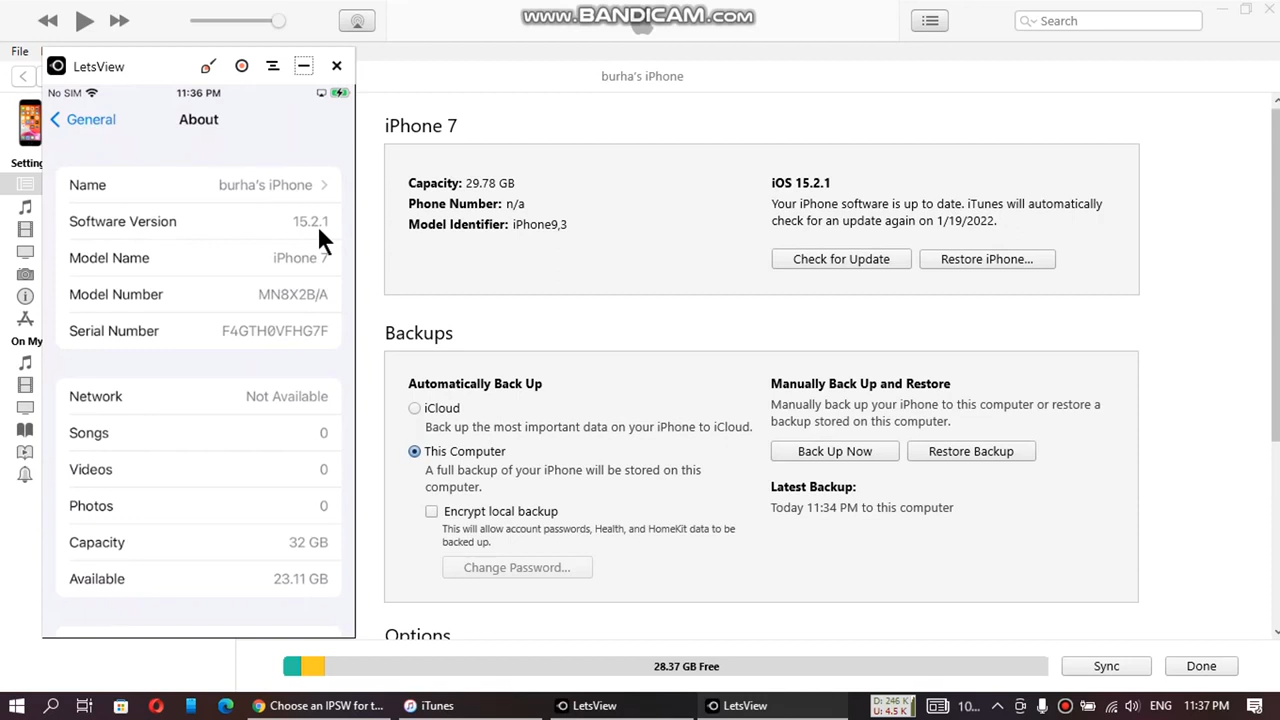 www.BANDICAM.com
Search
File
LetsView
burha's iPhone
No SIM
11:36 PM
General
About
Setting
Name
burha's iPhone
Software Version
15.2.1
Model Name
iPhone 7
Model Number
MN8X2B/A
Serial Number
F4GTH0VFHG7F
On My
Network
Not Available
Songs
0
Videos
0
Photos
0
Capacity
32 GB
Available
23.11 GB
iPhone 7
Capacity: 29.78 GB
Phone Number: n/a
Model Identifier: iPhone9,3
iOS 15.2.1
Your iPhone software is up to date. iTunes will automatically
check for an update again on 1/19/2022.
Check for Update
Restore iPhone...
Backups
Automatically Back Up
iCloud
Back up the most important data on your iPhone to iCloud.
This Computer
A full backup of your iPhone will be stored on this
computer.
Encrypt local backup
This will allow account passwords, Health, and HomeKit data to be
backed up.
Change Password...
Manually Back Up and Restore
Manually back up your iPhone to this computer or restore a
backup stored on this computer.
Back Up Now
Restore Backup
Latest Backup:
Today 11:34 PM to this computer
Options
28.37 GB Free
Sync
Done
Choose an IPSW for t...
iTunes
LetsView
LetsView
D: 246 K
U: 4.5 K
10...
ENG
11:37 PM